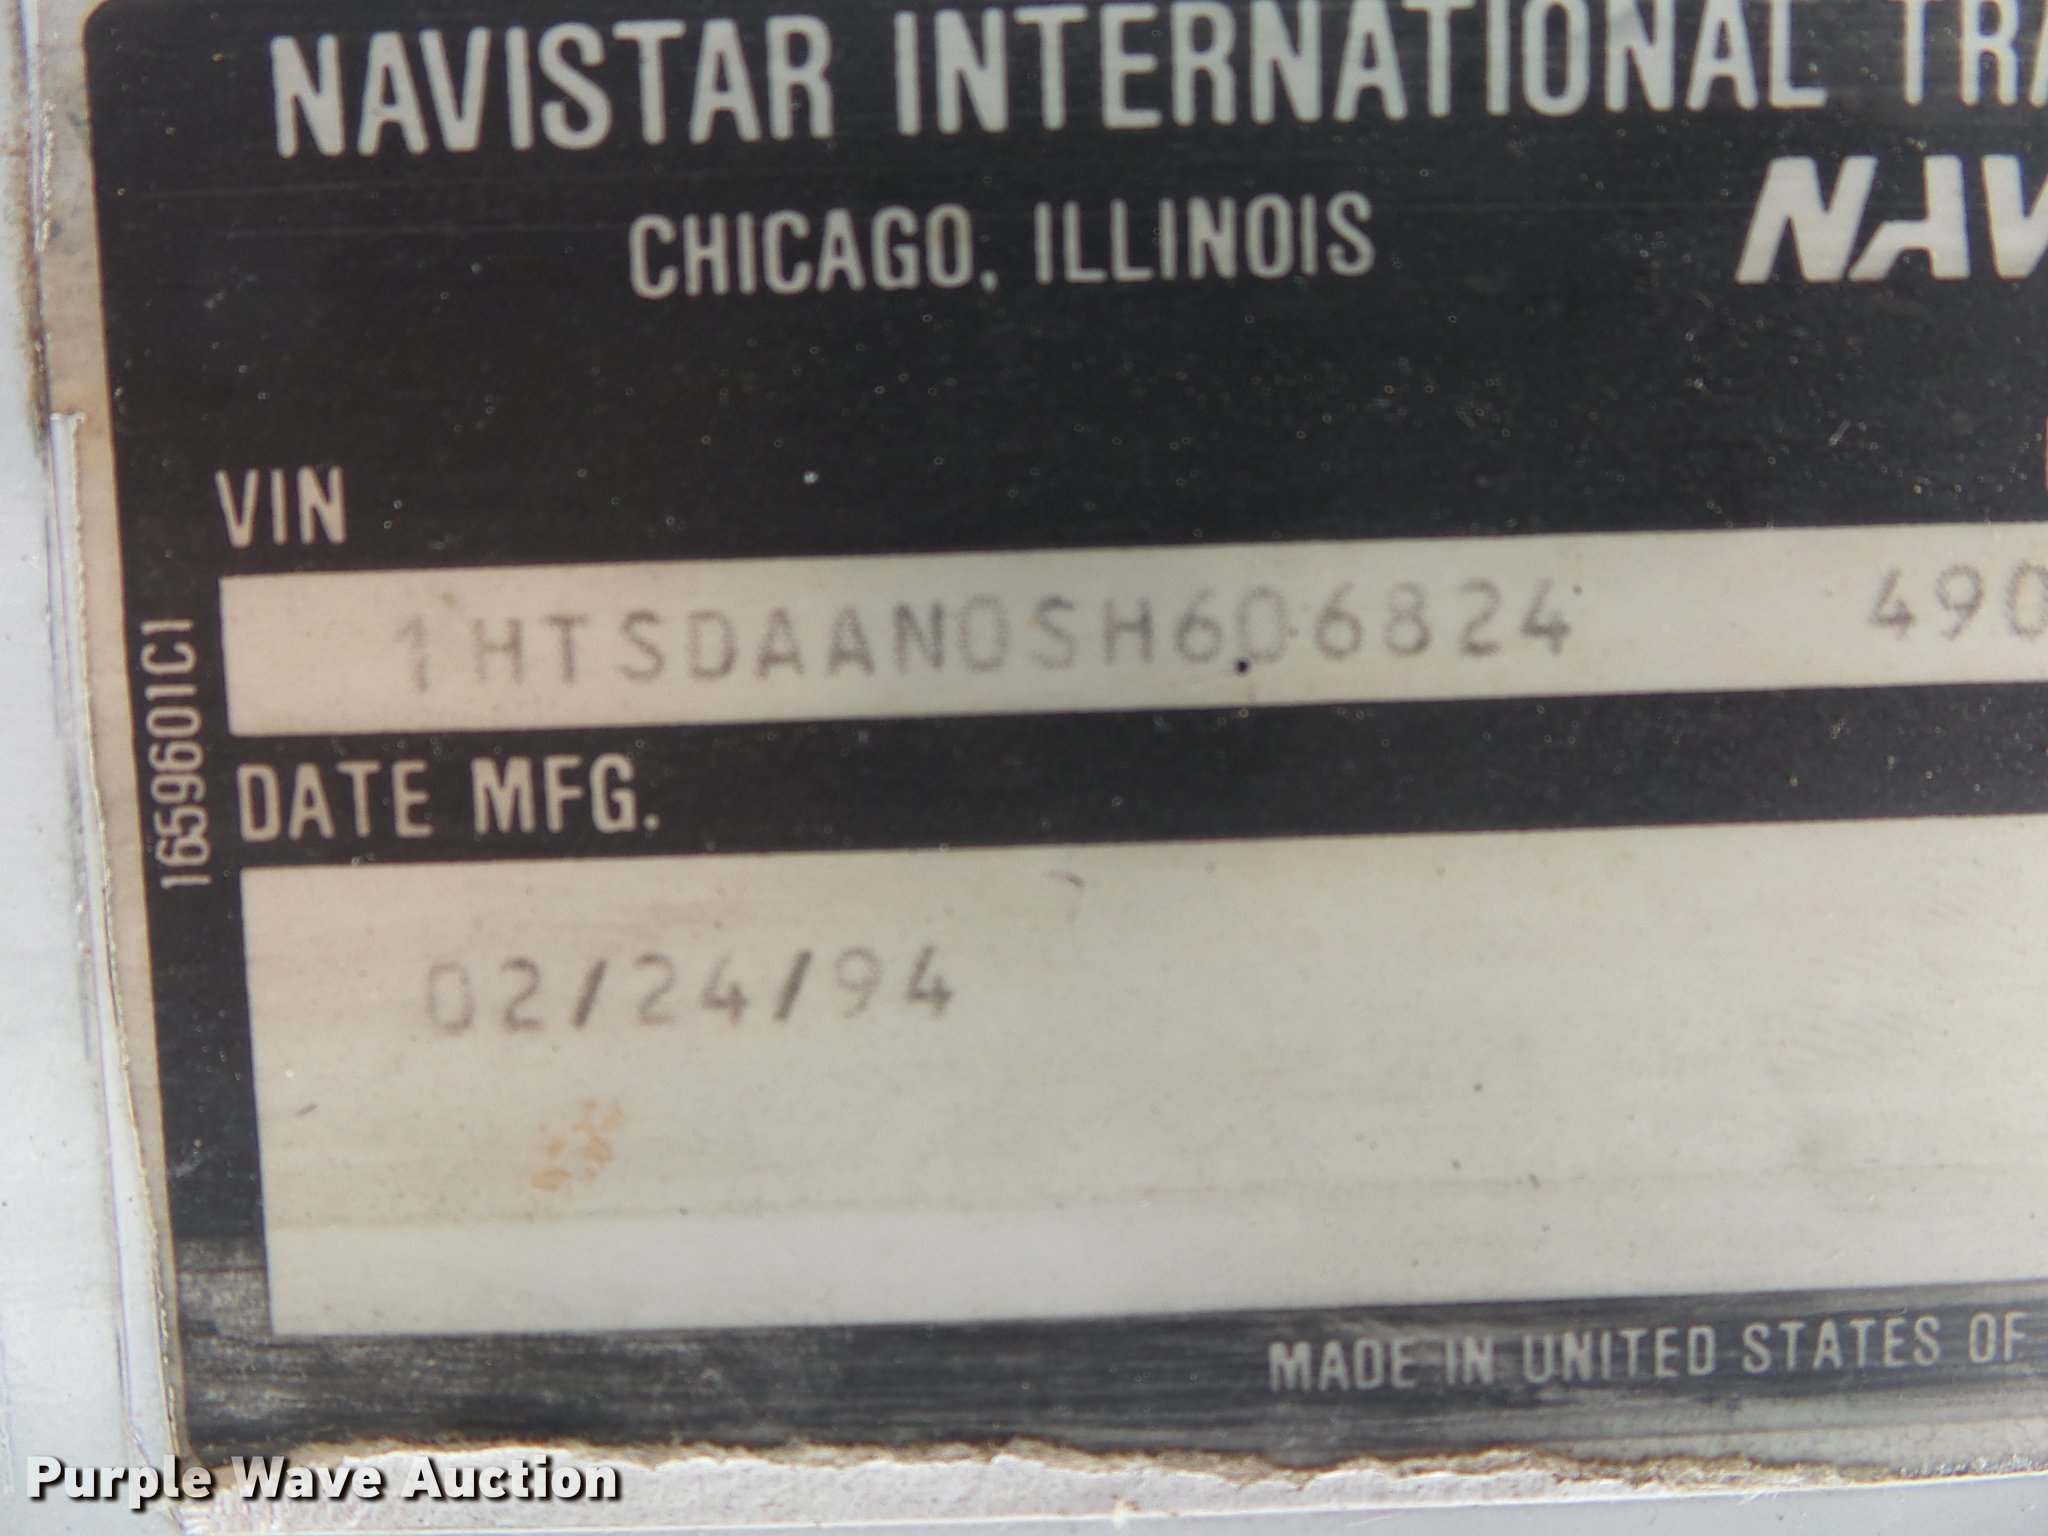 NAVISTAR INTERNATIONAL TRA
CHICAGO, ILLINOIS
NAV
VIN
1HTSDAAN0SH606824 490
DATE MFG.
02/24/94
1659601C1
MADE IN UNITED STATES OF
Purple Wave Auction